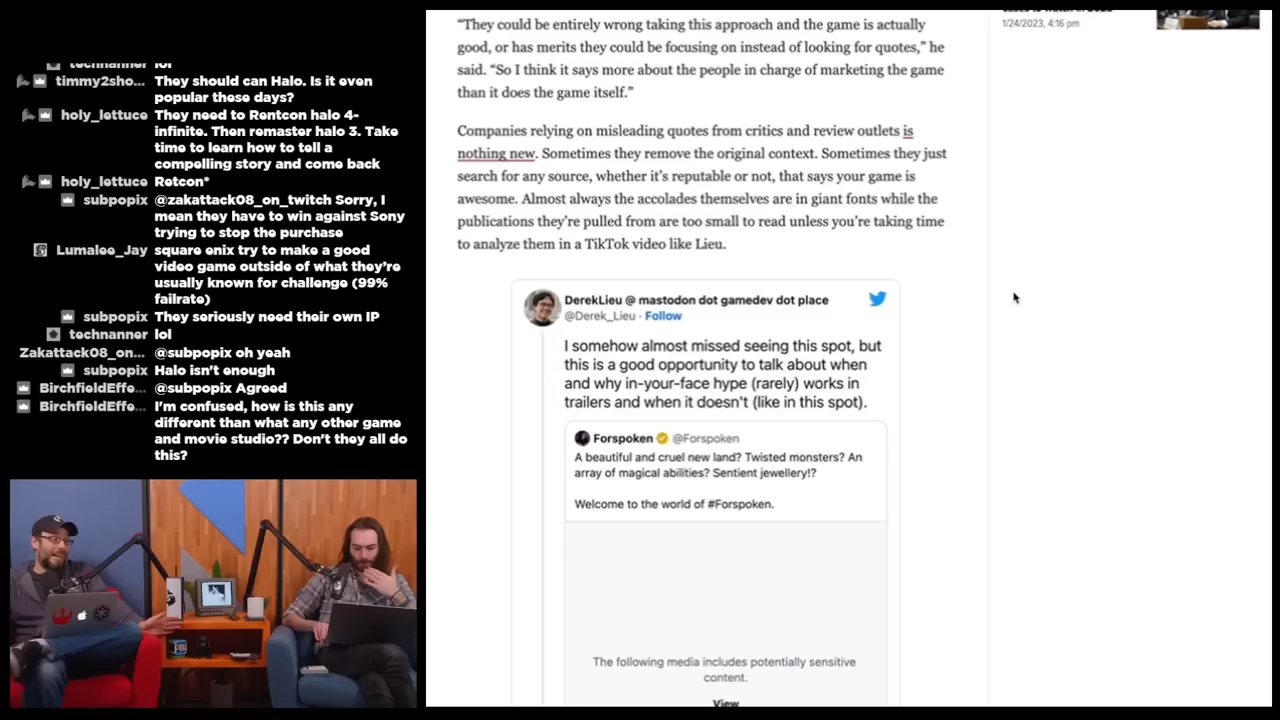 technanner lol
timmy2sho... They should can Halo. Is it even
popular these days?
holy_lettuce They need to Rentcon halo 4-
infinite. Then remaster halo 3. Take
time to learn how to tell a
compelling story and come back
holy_lettuce Retcon*
subpopix @zakattack08_on_twitch Sorry, I
mean they have to win against Sony
trying to stop the purchase
Lumalee_Jay square enix try to make a good
video game outside of what they're
usually known for challenge (99%
failrate)
subpopix They seriously need their own IP
technanner lol
Zakattack08_on... @subpopix oh yeah
subpopix Halo isn't enough
BirchfieldEffe... @subpopix Agreed
BirchfieldEffe... I'm confused, how is this any
different than what any other game
and movie studio?? Don't they all do
this?
“They could be entirely wrong taking this approach and the game is actually
good, or has merits they could be focusing on instead of looking for quotes,” he
said. “So I think it says more about the people in charge of marketing the game
than it does the game itself.”
Companies relying on misleading quotes from critics and review outlets is
nothing new. Sometimes they remove the original context. Sometimes they just
search for any source, whether it’s reputable or not, that says your game is
awesome. Almost always the accolades themselves are in giant fonts while the
publications they’re pulled from are too small to read unless you’re taking time
to analyze them in a TikTok video like Lieu.
DerekLieu @ mastodon dot gamedev dot place
@Derek_Lieu · Follow
I somehow almost missed seeing this spot, but
this is a good opportunity to talk about when
and why in-your-face hype (rarely) works in
trailers and when it doesn't (like in this spot).
Forspoken @Forspoken
A beautiful and cruel new land? Twisted monsters? An
array of magical abilities? Sentient jewellery!?
Welcome to the world of #Forspoken.
The following media includes potentially sensitive
content.
View
1/24/2023, 4:16 pm